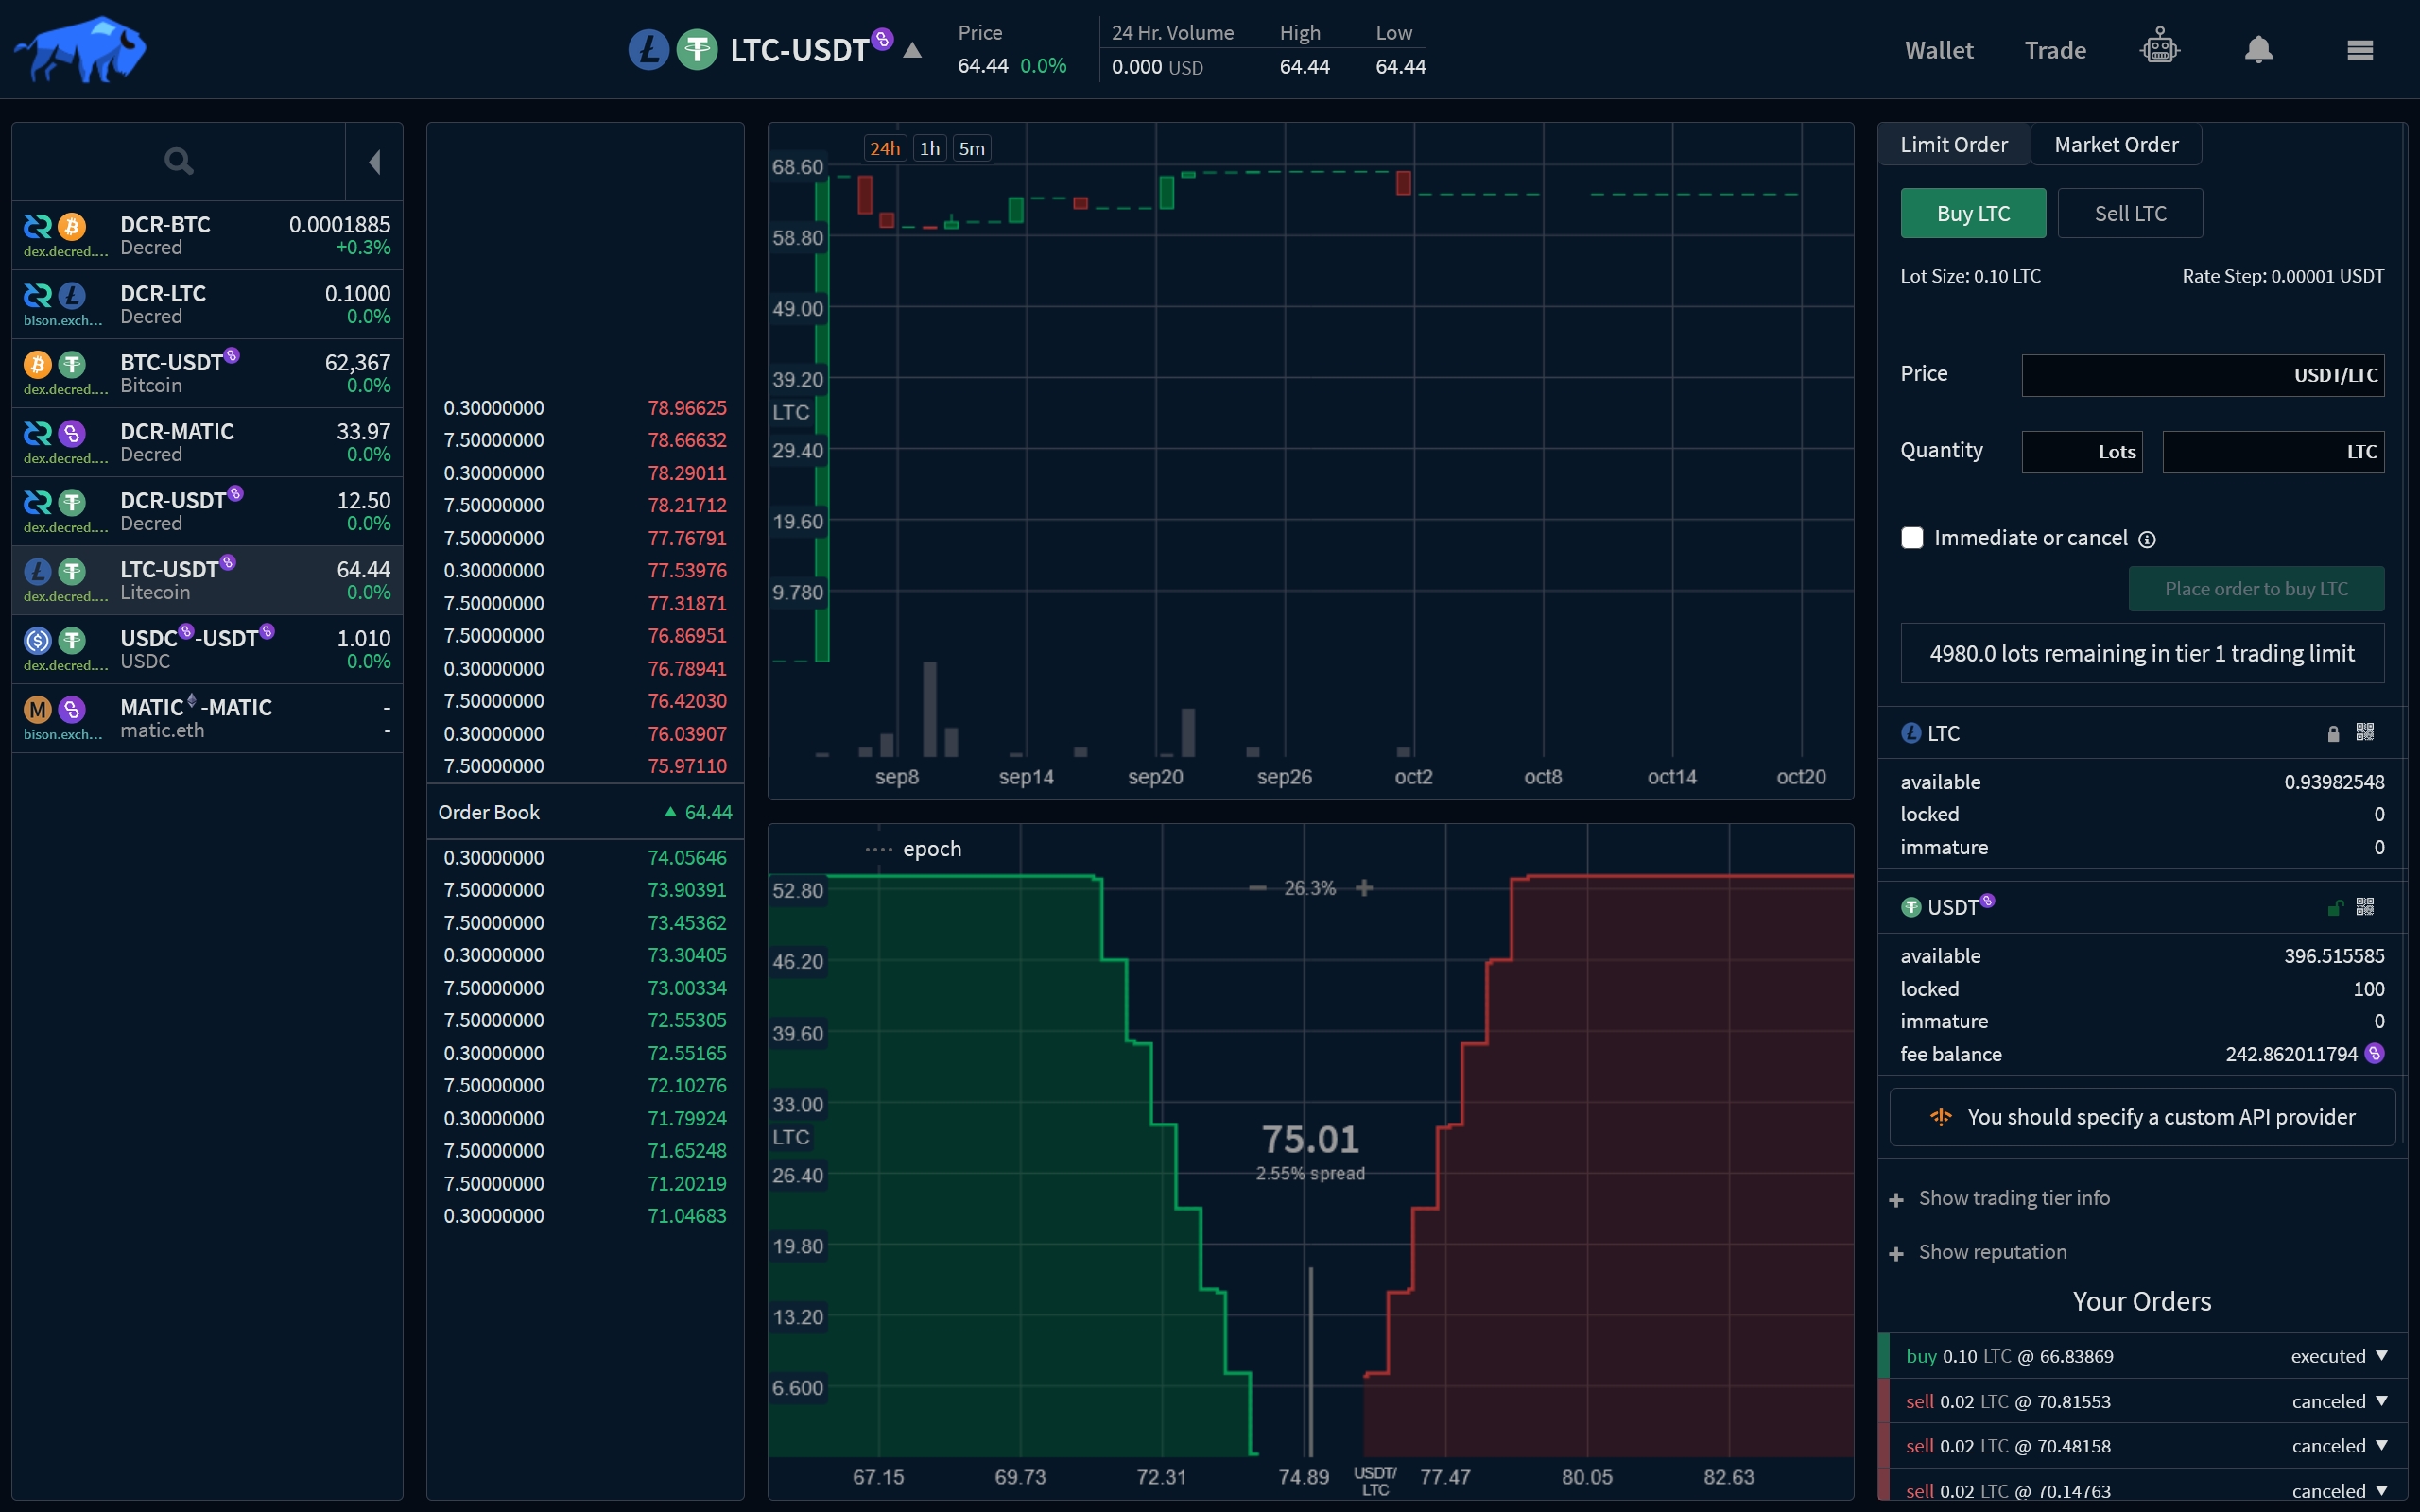 LTC-USDT
Price
64.44 0.0%
24 Hr. Volume
0.000 USD
High
64.44
Low
64.44
Wallet
Trade
DCR-BTC 0.0001885
Decred +0.3%
dex.decred....
DCR-LTC 0.1000
Decred 0.0%
bison.exch...
BTC-USDT 62,367
Bitcoin 0.0%
dex.decred....
DCR-MATIC 33.97
Decred 0.0%
dex.decred....
DCR-USDT 12.50
Decred 0.0%
dex.decred....
LTC-USDT 64.44
Litecoin 0.0%
dex.decred....
USDC-USDT 1.010
USDC 0.0%
dex.decred....
MATIC-MATIC -
matic.eth -
bison.exch...
0.30000000 78.96625
7.50000000 78.66632
0.30000000 78.29011
7.50000000 78.21712
7.50000000 77.76791
0.30000000 77.53976
7.50000000 77.31871
7.50000000 76.86951
0.30000000 76.78941
7.50000000 76.42030
0.30000000 76.03907
7.50000000 75.97110
Order Book ▲ 64.44
0.30000000 74.05646
7.50000000 73.90391
7.50000000 73.45362
0.30000000 73.30405
7.50000000 73.00334
7.50000000 72.55305
0.30000000 72.55165
7.50000000 72.10276
0.30000000 71.79924
7.50000000 71.65248
7.50000000 71.20219
0.30000000 71.04683
24h 1h 5m
68.60
58.80
49.00
39.20
LTC
29.40
19.60
9.780
sep8 sep14 sep20 sep26 oct2 oct8 oct14 oct20
epoch
26.3%
52.80
46.20
39.60
33.00
LTC
26.40
19.80
13.20
6.600
75.01
2.55% spread
67.15 69.73 72.31 74.89 USDT/LTC 77.47 80.05 82.63
Limit Order Market Order
Buy LTC Sell LTC
Lot Size: 0.10 LTC Rate Step: 0.00001 USDT
Price USDT/LTC
Quantity Lots LTC
Immediate or cancel
Place order to buy LTC
4980.0 lots remaining in tier 1 trading limit
LTC
available 0.93982548
locked 0
immature 0
USDT
available 396.515585
locked 100
immature 0
fee balance 242.862011794
You should specify a custom API provider
+ Show trading tier info
+ Show reputation
Your Orders
buy 0.10 LTC @ 66.83869 executed
sell 0.02 LTC @ 70.81553 canceled
sell 0.02 LTC @ 70.48158 canceled
sell 0.02 LTC @ 70.14763 canceled